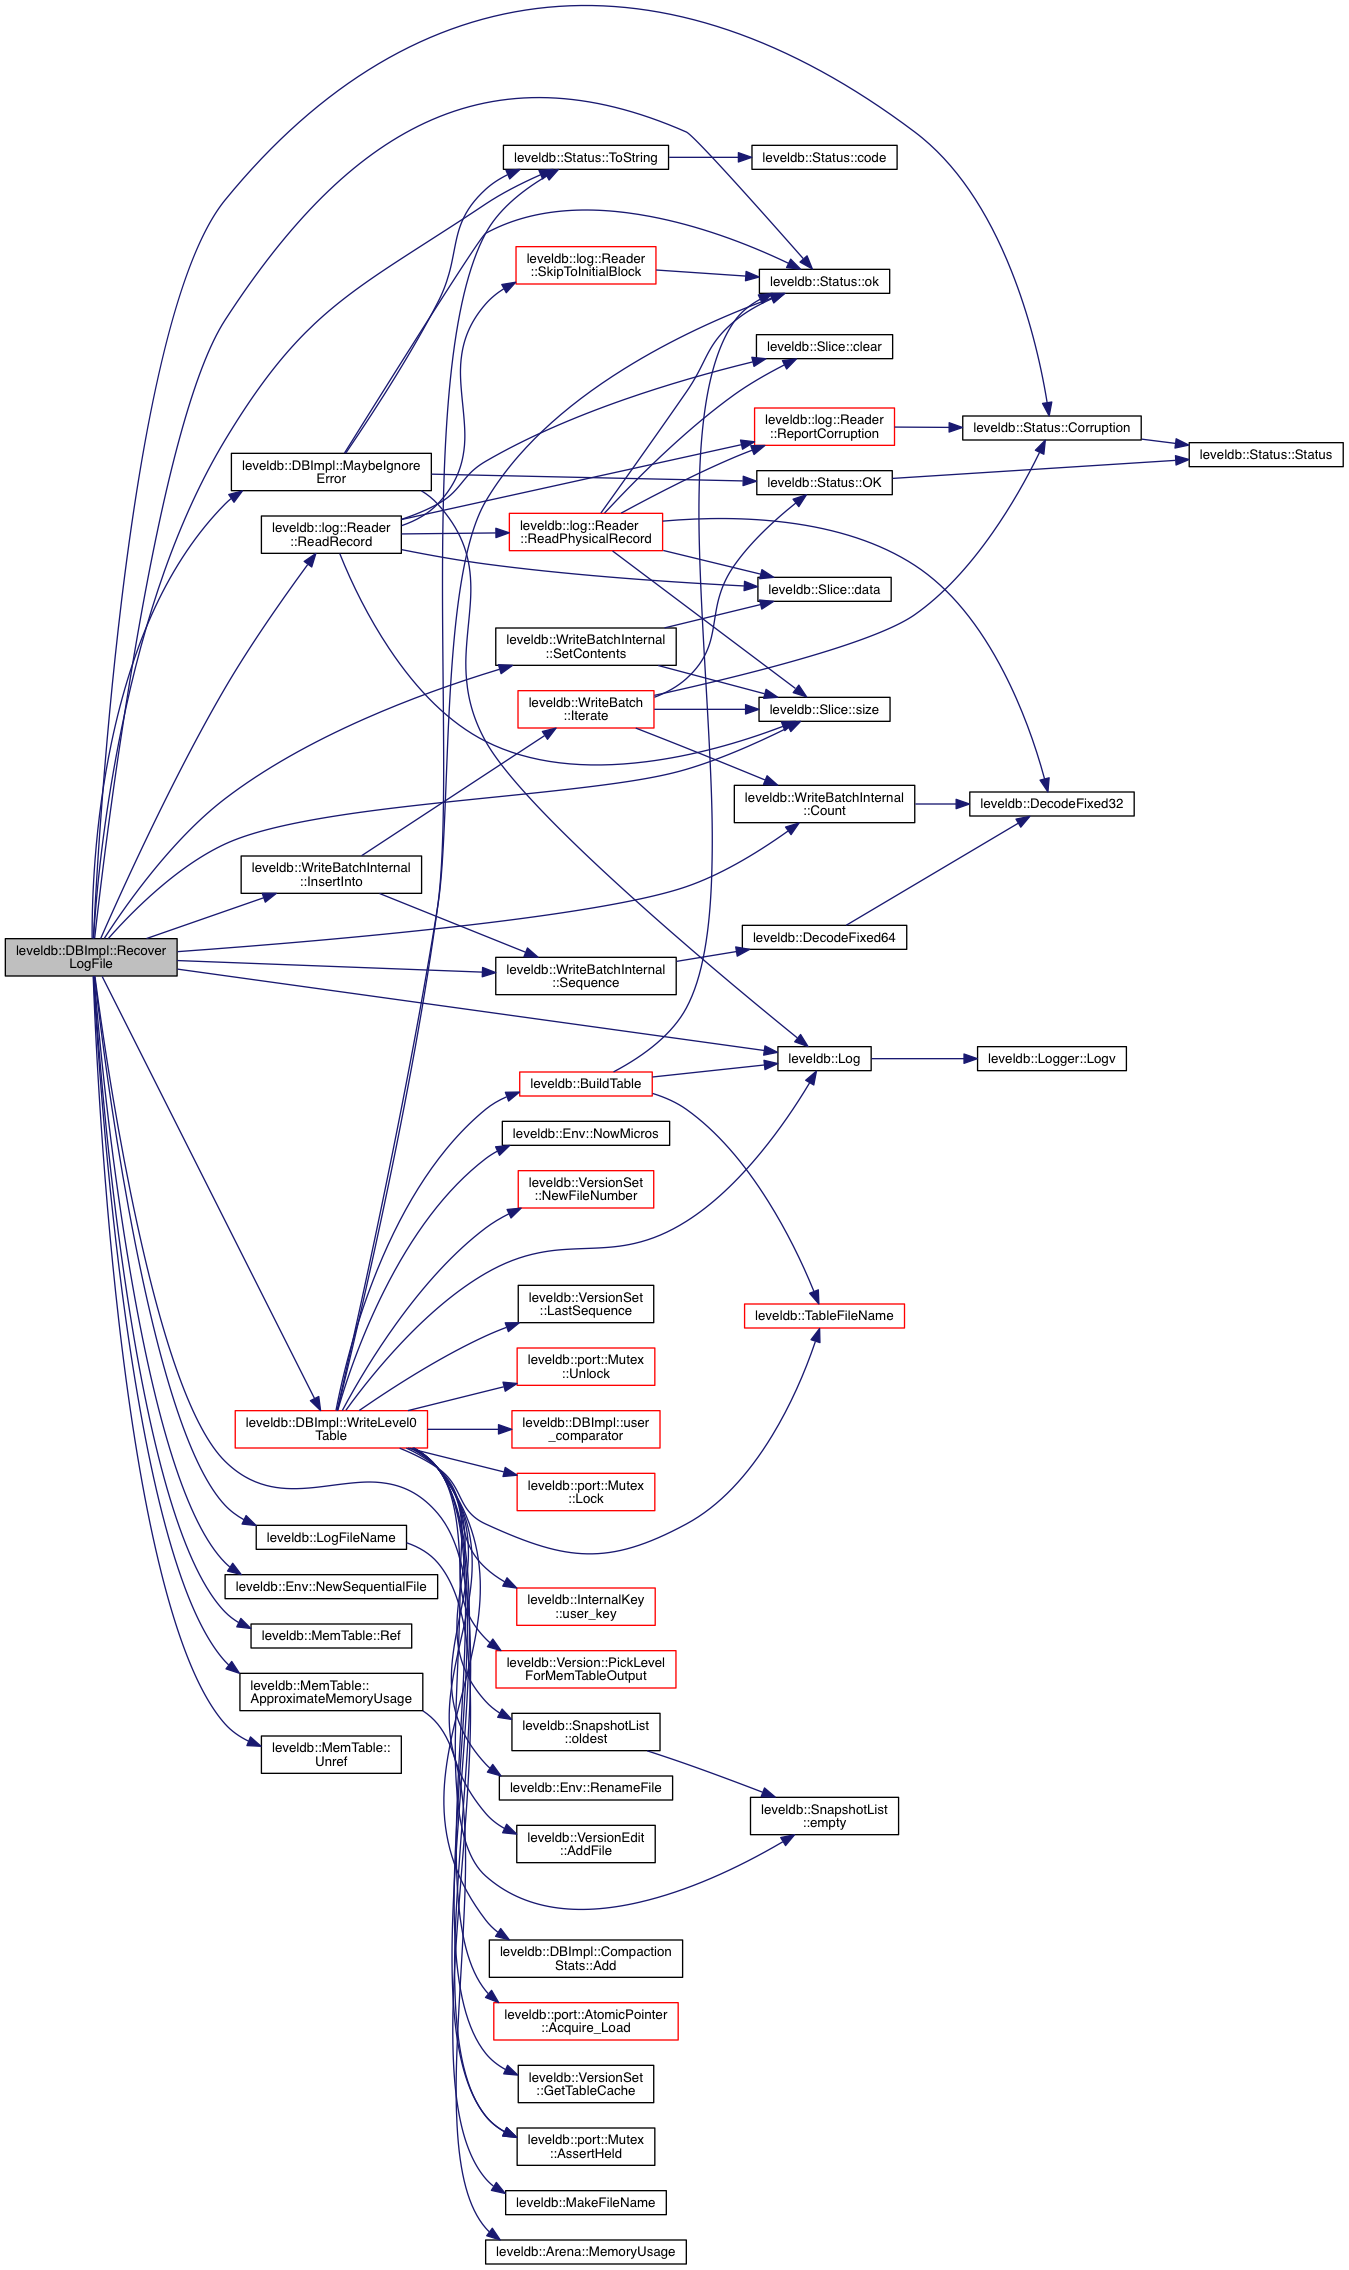 leveldb::DBImpl::Recover
LogFile
leveldb::DBImpl::MaybeIgnore
Error
leveldb::log::Reader
::ReadRecord
leveldb::WriteBatchInternal
::InsertInto
leveldb::DBImpl::WriteLevel0
Table
leveldb::LogFileName
leveldb::Env::NewSequentialFile
leveldb::MemTable::Ref
leveldb::MemTable::
ApproximateMemoryUsage
leveldb::MemTable::
Unref
leveldb::Status::ToString
leveldb::log::Reader
::SkipToInitialBlock
leveldb::log::Reader
::ReadPhysicalRecord
leveldb::WriteBatchInternal
::SetContents
leveldb::WriteBatch
::Iterate
leveldb::WriteBatchInternal
::Sequence
leveldb::BuildTable
leveldb::Env::NowMicros
leveldb::VersionSet
::NewFileNumber
leveldb::VersionSet
::LastSequence
leveldb::port::Mutex
::Unlock
leveldb::DBImpl::user
_comparator
leveldb::port::Mutex
::Lock
leveldb::InternalKey
::user_key
leveldb::Version::PickLevel
ForMemTableOutput
leveldb::SnapshotList
::oldest
leveldb::Env::RenameFile
leveldb::VersionEdit
::AddFile
leveldb::DBImpl::Compaction
Stats::Add
leveldb::port::AtomicPointer
::Acquire_Load
leveldb::VersionSet
::GetTableCache
leveldb::port::Mutex
::AssertHeld
leveldb::MakeFileName
leveldb::Arena::MemoryUsage
leveldb::Status::code
leveldb::Status::ok
leveldb::Slice::clear
leveldb::log::Reader
::ReportCorruption
leveldb::Status::OK
leveldb::Slice::data
leveldb::Slice::size
leveldb::WriteBatchInternal
::Count
leveldb::DecodeFixed64
leveldb::Log
leveldb::TableFileName
leveldb::SnapshotList
::empty
leveldb::Status::Corruption
leveldb::DecodeFixed32
leveldb::Logger::Logv
leveldb::Status::Status